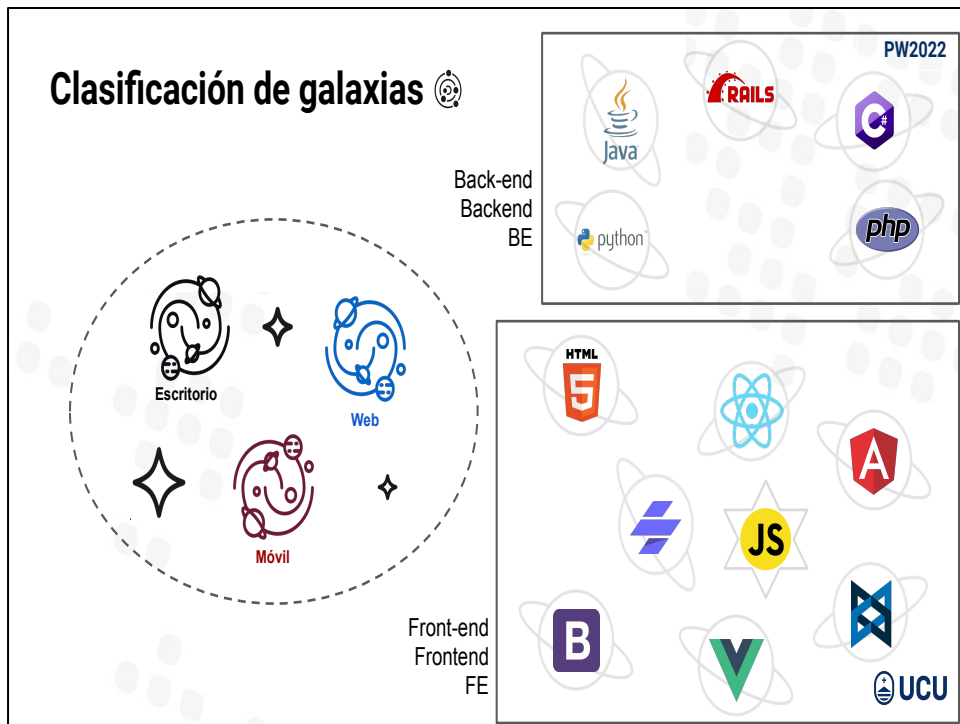 Clasificación de galaxias
PW2022
Java
RAILS
C#
python™
php
Back-end
Backend
BE
Escritorio
Web
Móvil
HTML
5
A
JS
B
Front-end
Frontend
FE
UCU